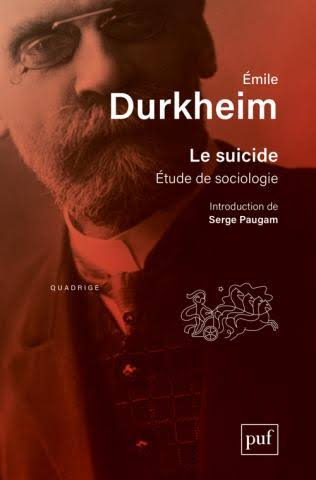 Émile
Durkheim
Le suicide
Étude de sociologie
Introduction de
Serge Paugam
QUADRIGE
puf